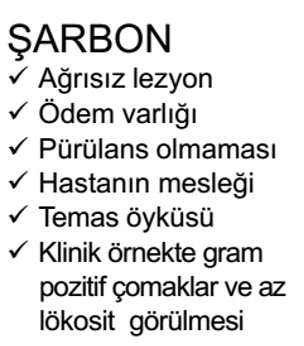 ŞARBON
✓ Ağrısız lezyon
✓ Ödem varlığı
✓ Pürülans olmaması
✓ Hastanın mesleği
✓ Temas öyküsü
✓ Klinik örnekte gram
pozitif çomaklar ve az
lökosit görülmesi